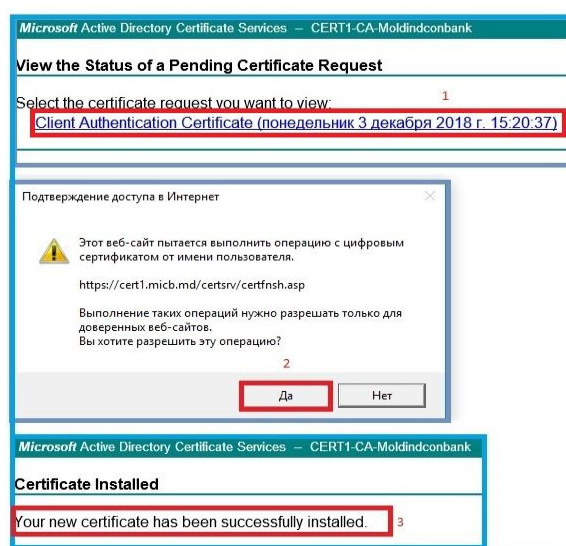 Microsoft Active Directory Certificate Services – CERT1-CA-Moldindconbank
View the Status of a Pending Certificate Request
Select the certificate request you want to view:
1
Client Authentication Certificate (понедельник 3 декабря 2018 г. 15:20:37)
Подтверждение доступа в Интернет
Этот веб-сайт пытается выполнить операцию с цифровым
сертификатом от имени пользователя.
https://cert1.micb.md/certsrv/certfnsh.asp
Выполнение таких операций нужно разрешать только для
доверенных веб-сайтов.
Вы хотите разрешить эту операцию?
2
Да Нет
Microsoft Active Directory Certificate Services – CERT1-CA-Moldindconbank
Certificate Installed
Your new certificate has been successfully installed. 3